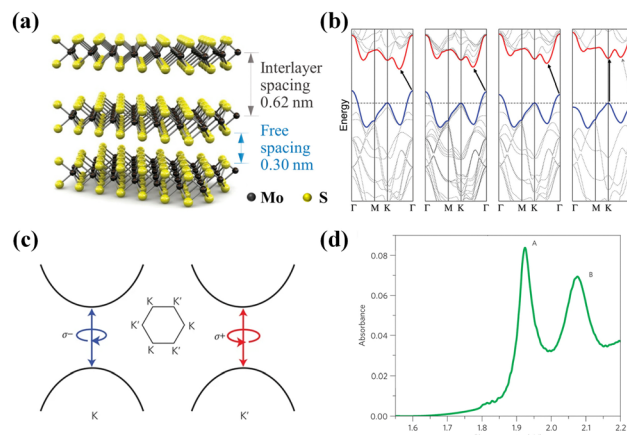 (a)
Interlayer
spacing
0.62 nm
Free
spacing
0.30 nm
Mo S
(b)
Energy
Γ M K Γ Γ M K Γ Γ M K Γ Γ M K Γ
(c)
σ− K K' K K' K K' σ+
K K'
(d)
A
B
Absorbance
0.08
0.06
0.04
0.02
0.00
1.6 1.7 1.8 1.9 2.0 2.1 2.2